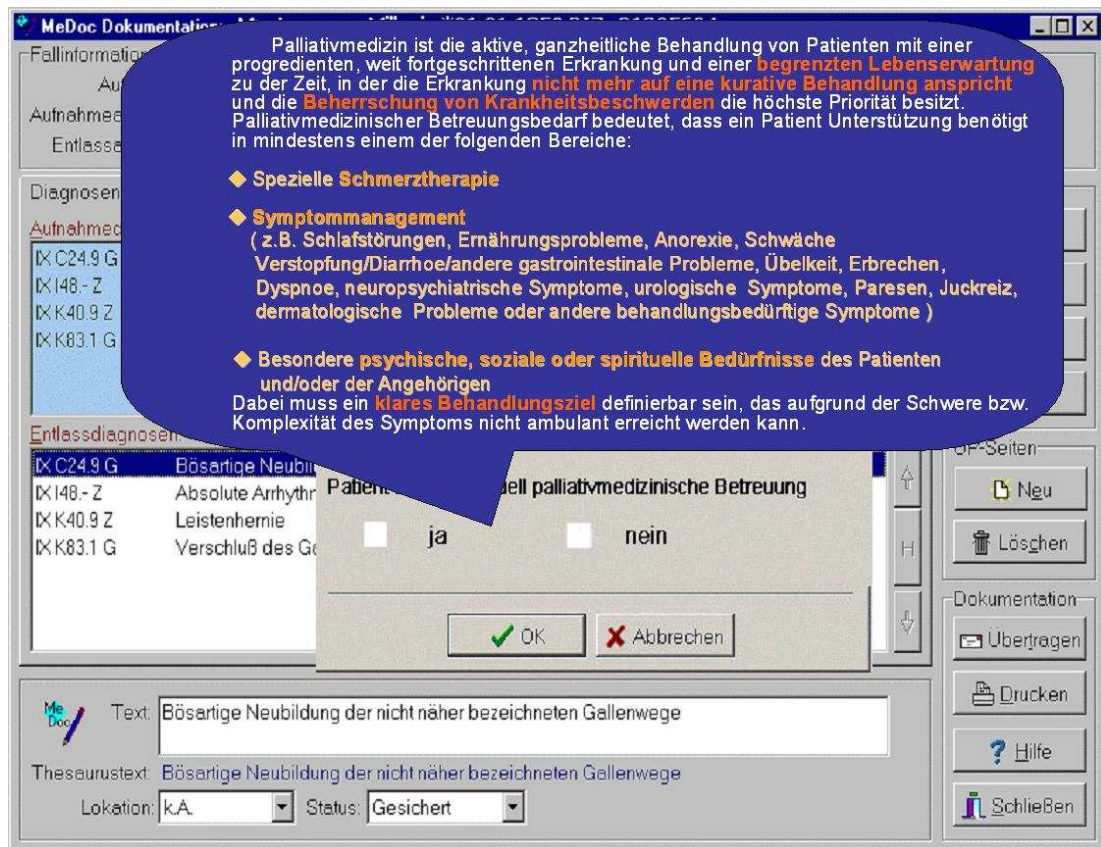 MeDoc
Fallinformatio
Palliativmedizin ist die aktive, ganzheitliche Behandlung von Patienten mit einer
progredienten, weit fortgeschrittenen Erkrankung und einer begrenzten Lebenserwartung
zu der Zeit, in der die Erkrankung nicht mehr auf eine kurative Behandlung anspricht
und die Beherrschung von Krankheitsbeschwerden die höchste Priorität besitzt.
Palliativmedizinischer Betreuungsbedarf bedeutet, dass ein Patient Unterstützung benötigt
in mindestens einem der folgenden Bereiche:
◆ Spezielle Schmerztherapie
◆ Symptommanagement
( z.B. Schlafstörungen, Ernährungsprobleme, Anorexie, Schwäche
Verstopfung/Diarrhoe/andere gastrointestinale Probleme, Übelkeit, Erbrechen,
Dyspnoe, neuropsychiatrische Symptome, urologische Symptome, Paresen, Juckreiz,
dermatologische Probleme oder andere behandlungsbedürftige Symptome )
◆ Besondere psychische, soziale oder spirituelle Bedürfnisse des Patienten
und/oder der Angehörigen
Dabei muss ein klares Behandlungsziel definierbar sein, das aufgrund der Schwere bzw.
Komplexität des Symptoms nicht ambulant erreicht werden kann.
Au
Aufnahmed
Entlassd
Diagnosen
Aufnahmed
IX C24.9 G
IX I48.- Z
IX K40.9 Z
IX K83.1 G
Entlassdiagnosen
IX C24.9 G Bösartige Neubil
IX I48.- Z Absolute Arrhythm
IX K40.9 Z Leistenhernie
IX K83.1 G Verschluß des Ga
Patient ell palliativmedizinische Betreuung
ja nein
OK Abbrechen
H
OP-Seiten
Neu
Löschen
Dokumentation
Übertragen
Drucken
Hilfe
Schließen
Me Doc
Text: Bösartige Neubildung der nicht näher bezeichneten Gallenwege
Thesaurustext: Bösartige Neubildung der nicht näher bezeichneten Gallenwege
Lokation: k.A. Status: Gesichert